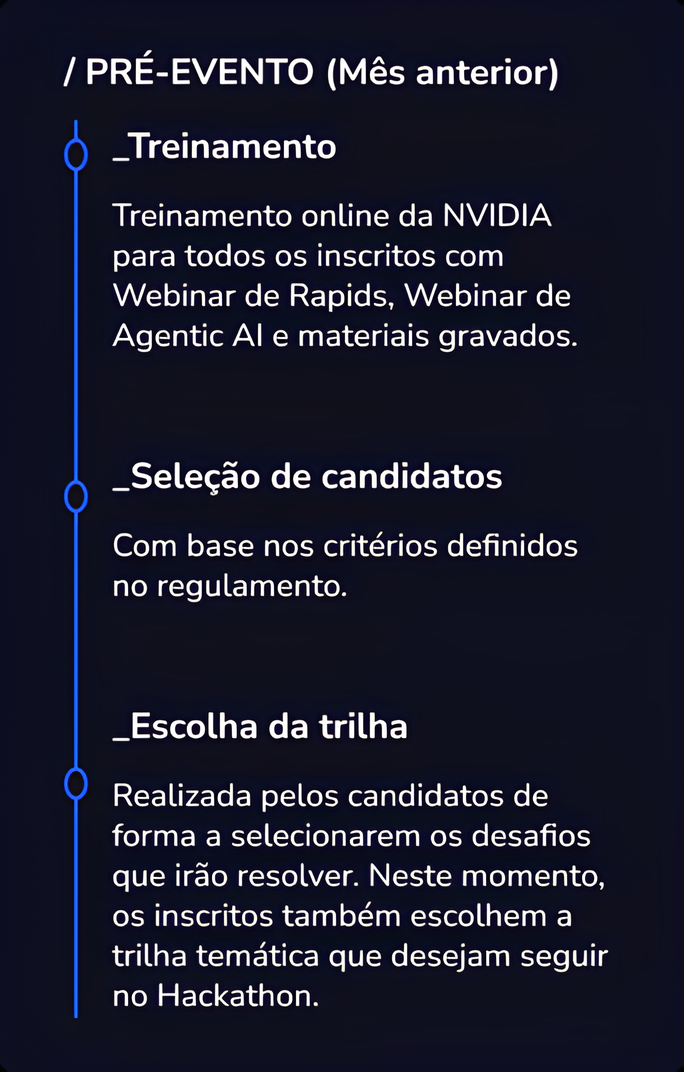 / PRÉ-EVENTO (Mês anterior)
_Treinamento
Treinamento online da NVIDIA
para todos os inscritos com
Webinar de Rapids, Webinar de
Agentic AI e materiais gravados.
_Seleção de candidatos
Com base nos critérios definidos
no regulamento.
_Escolha da trilha
Realizada pelos candidatos de
forma a selecionarem os desafios
que irão resolver. Neste momento,
os inscritos também escolhem a
trilha temática que desejam seguir
no Hackathon.